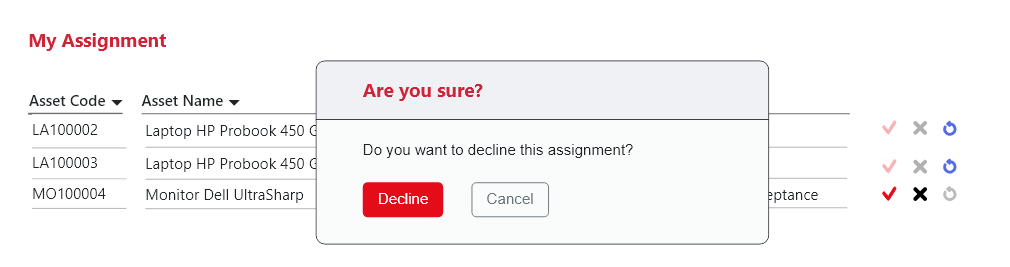 My Assignment
Are you sure?
Asset Code Asset Name
LA100002 Laptop HP Probook 450
Do you want to decline this assignment?
LA100003 Laptop HP Probook 450
MO100004 Monitor Dell UltraSharp
Decline Cancel